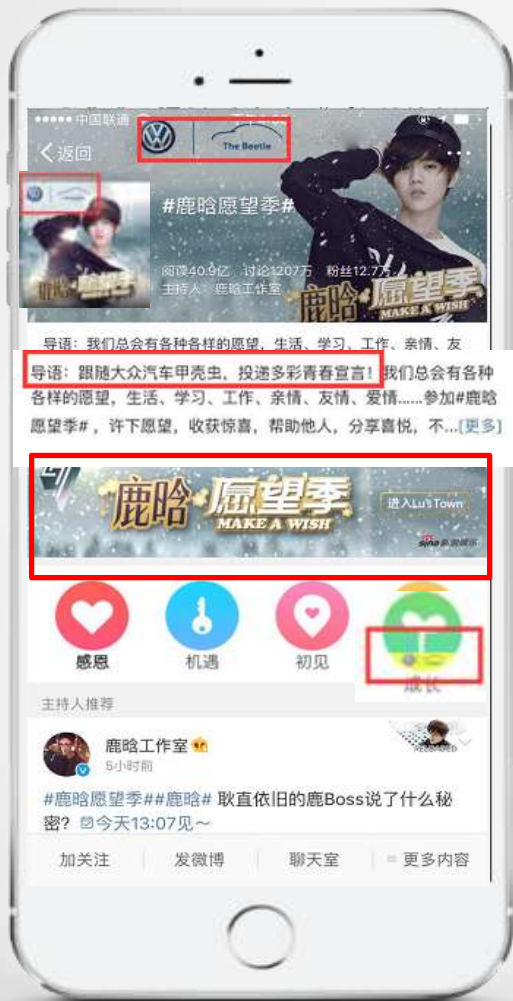 中国联通
返回
The Beetle
#鹿晗愿望季#
阅读40.9亿 讨论1207万 粉丝12.7万
主持人：鹿晗工作室
鹿晗·愿望季
MAKE A WISH
导语：我们总会有各种各样的愿望，生活、学习、工作、亲情、友
导语：跟随大众汽车甲壳虫，投递多彩青春宣言！我们总会有各种
各样的愿望，生活、学习、工作、亲情、友情、爱情......参加#鹿晗
愿望季#，许下愿望，收获惊喜，帮助他人，分享喜悦，不...[更多]
鹿晗·愿望季
MAKE A WISH
进入Lu'sTown
sina 新浪娱乐
感恩
机遇
初见
成长
主持人推荐
鹿晗工作室
5小时前
#鹿晗愿望季##鹿晗# 耿直依旧的鹿Boss说了什么秘
密？今天13:07见～
加关注
发微博
聊天室
更多内容